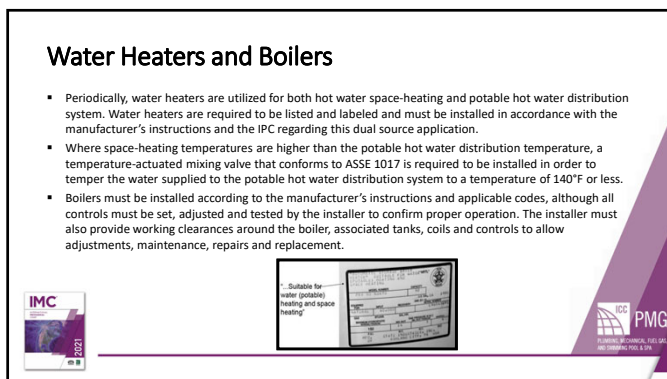 Water Heaters and Boilers
▪ Periodically, water heaters are utilized for both hot water space-heating and potable hot water distribution
system. Water heaters are required to be listed and labeled and must be installed in accordance with the
manufacturer's instructions and the IPC regarding this dual source application.
▪ Where space-heating temperatures are higher than the potable hot water distribution temperature, a
temperature-actuated mixing valve that conforms to ASSE 1017 is required to be installed in order to
temper the water supplied to the potable hot water distribution system to a temperature of 140°F or less.
▪ Boilers must be installed according to the manufacturer's instructions and applicable codes, although all
controls must be set, adjusted and tested by the installer to confirm proper operation. The installer must
also provide working clearances around the boiler, associated tanks, coils and controls to allow
adjustments, maintenance, repairs and replacement.
"...Suitable for
water (potable)
heating and space
heating"
IMC
2021
ICC
PMG
PLUMBING, MECHANICAL, FUEL GAS,
AND SWIMMING POOL & SPA